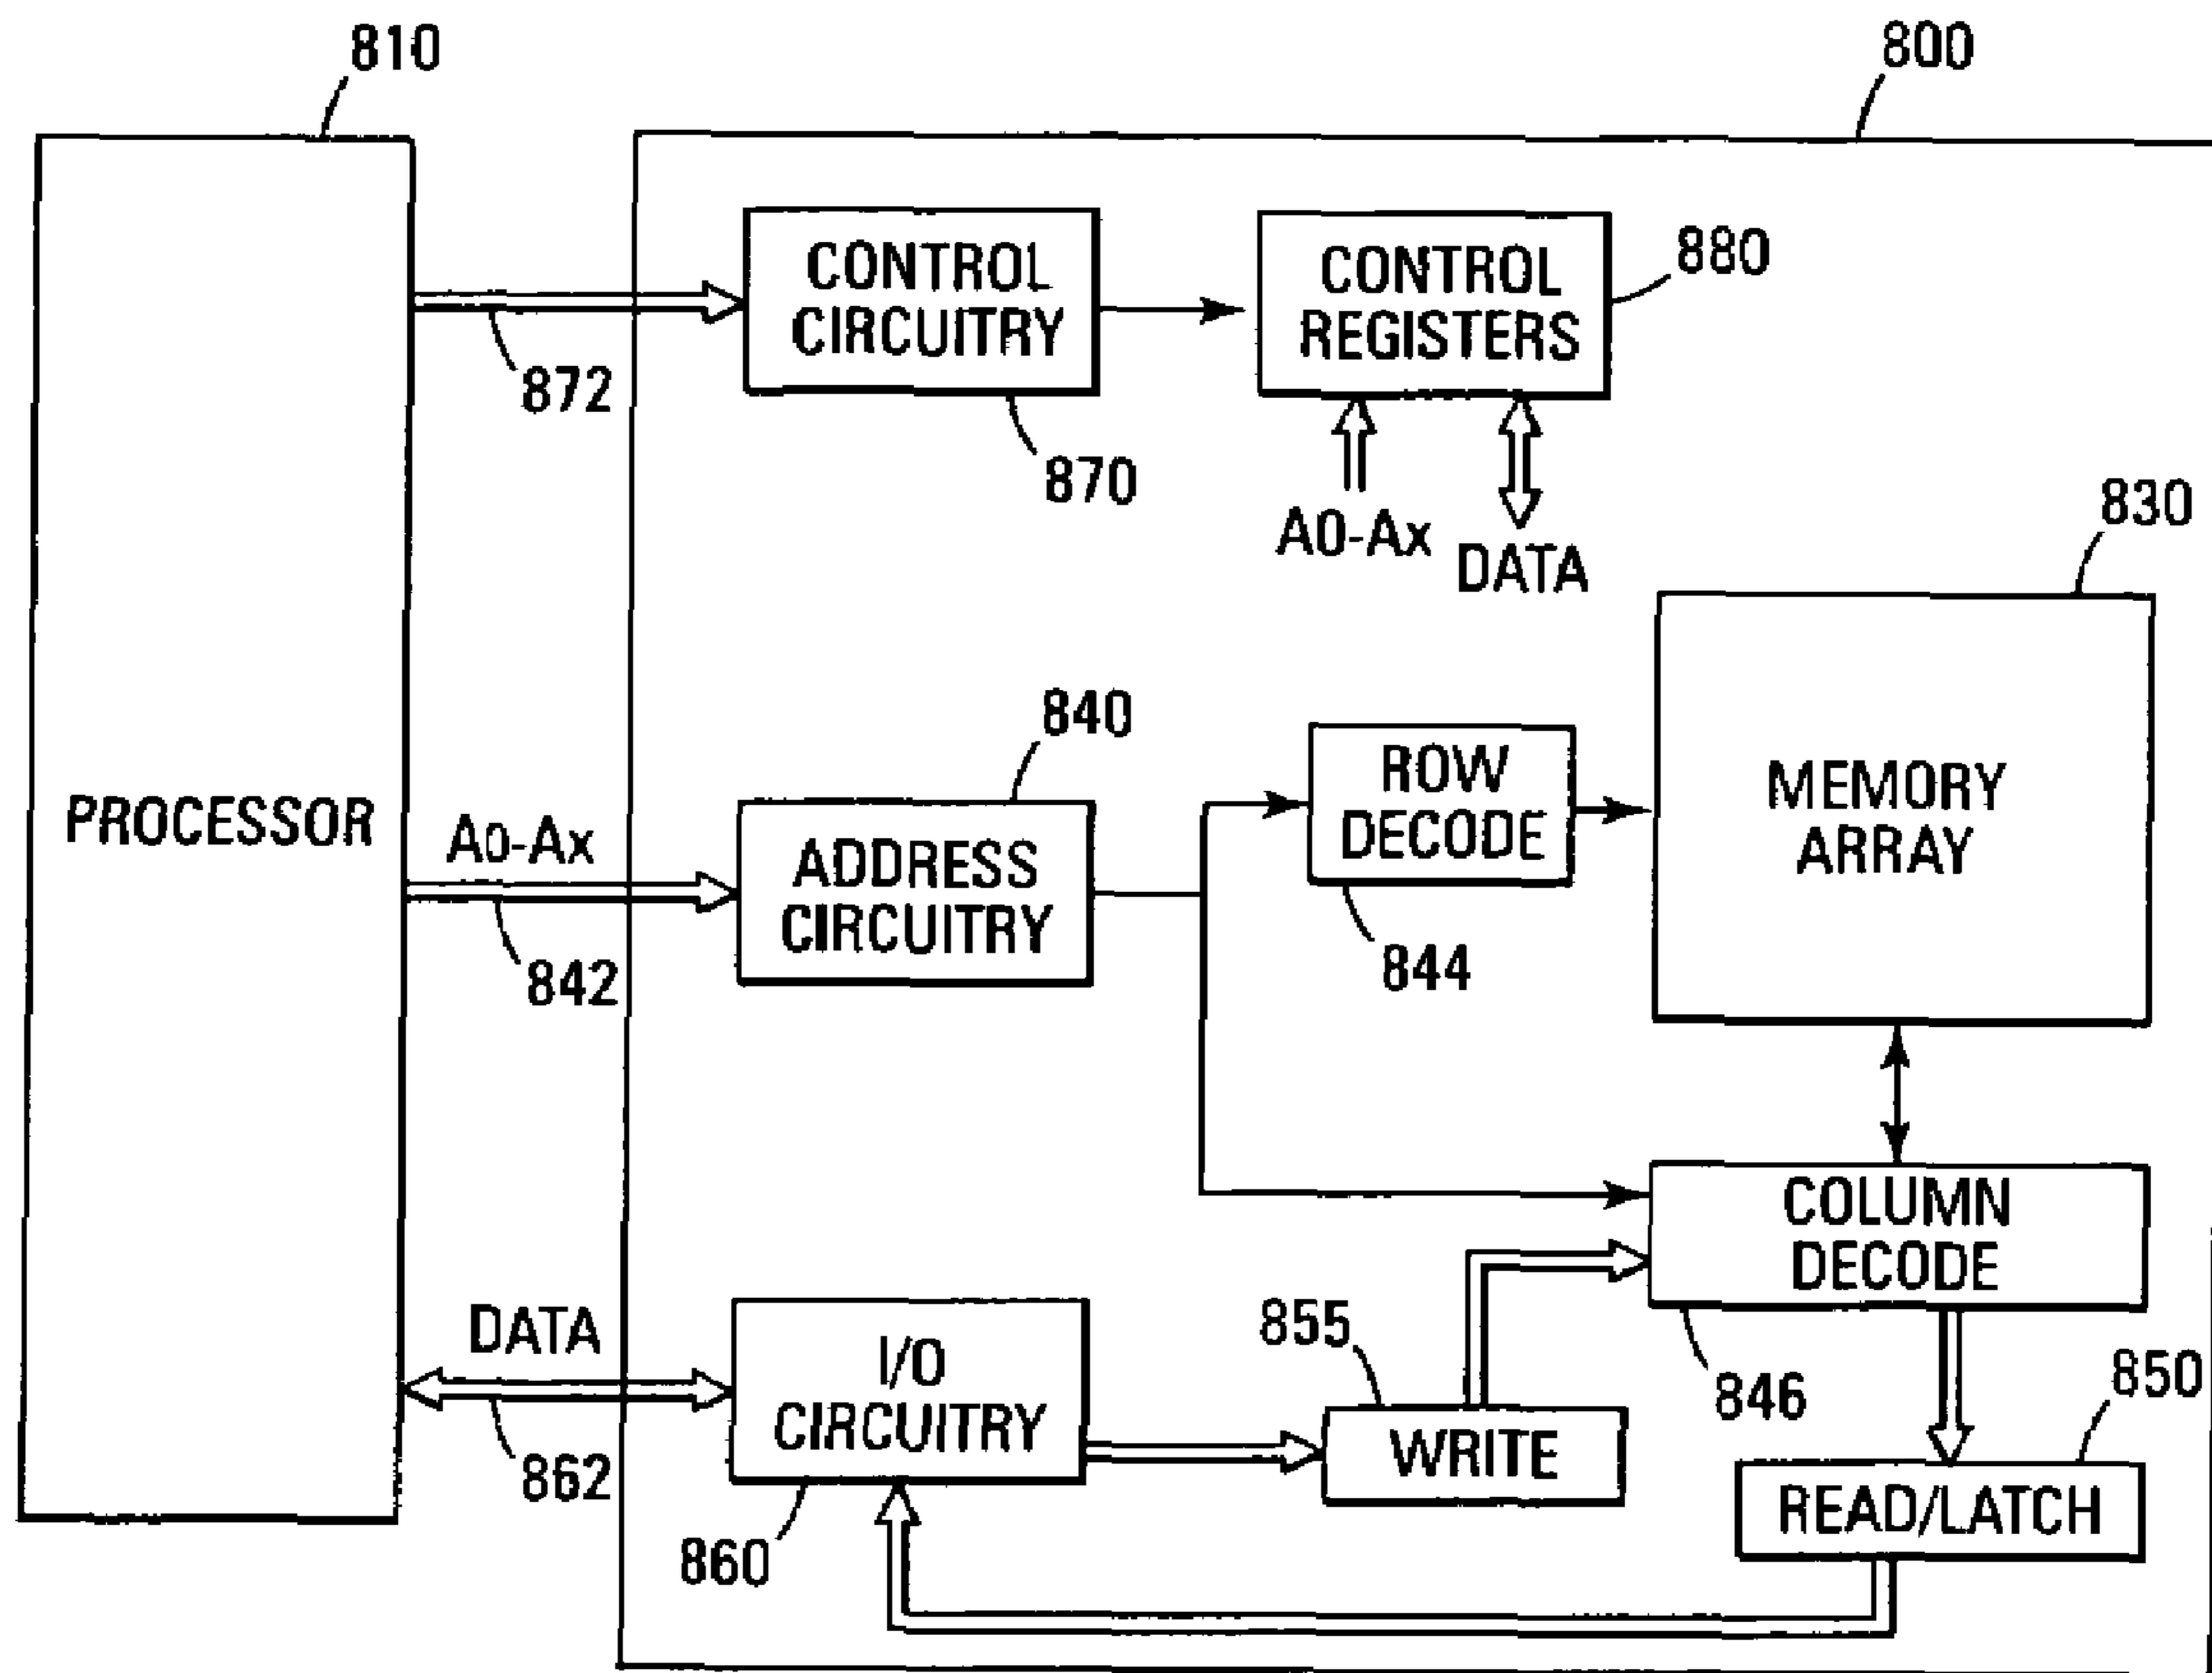 810
800
CONTROL
CIRCUITRY
CONTROL
REGISTERS
880
872
870
A0-Ax
DATA
830
840
ROW
DECODE
MEMORY
ARRAY
PROCESSOR
A0-Ax
ADDRESS
CIRCUITRY
842
844
COLUMN
DECODE
DATA
I/O
CIRCUITRY
855
846
850
862
WRITE
READ/LATCH
860